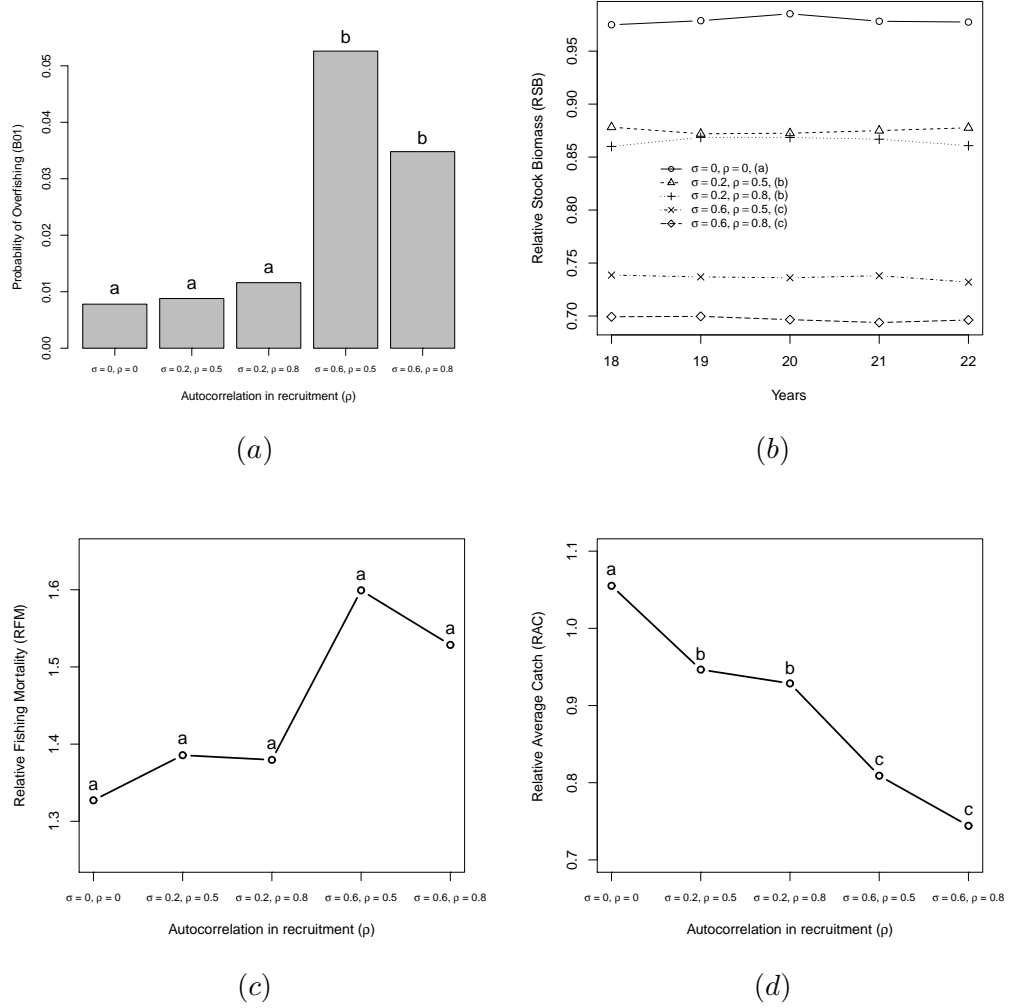 Probability of Overfishing (B01)
0.05
0.04
0.03
0.02
0.01
0.00
a
a
a
b
b
σ = 0, ρ = 0
σ = 0.2, ρ = 0.5
σ = 0.2, ρ = 0.8
σ = 0.6, ρ = 0.5
σ = 0.6, ρ = 0.8
Autocorrelation in recruitment (ρ)
(a)
Relative Stock Biomass (RSB)
0.95
0.90
0.85
0.80
0.75
0.70
σ = 0, ρ = 0, (a)
σ = 0.2, ρ = 0.5, (b)
σ = 0.2, ρ = 0.8, (b)
σ = 0.6, ρ = 0.5, (c)
σ = 0.6, ρ = 0.8, (c)
18 19 20 21 22
Years
(b)
Relative Fishing Mortality (RFM)
1.6
1.5
1.4
1.3
a
a
a
a
a
σ = 0, ρ = 0
σ = 0.2, ρ = 0.5
σ = 0.2, ρ = 0.8
σ = 0.6, ρ = 0.5
σ = 0.6, ρ = 0.8
Autocorrelation in recruitment (ρ)
(c)
Relative Average Catch (RAC)
1.1
1.0
0.9
0.8
0.7
a
b
b
c
c
σ = 0, ρ = 0
σ = 0.2, ρ = 0.5
σ = 0.2, ρ = 0.8
σ = 0.6, ρ = 0.5
σ = 0.6, ρ = 0.8
Autocorrelation in recruitment (ρ)
(d)